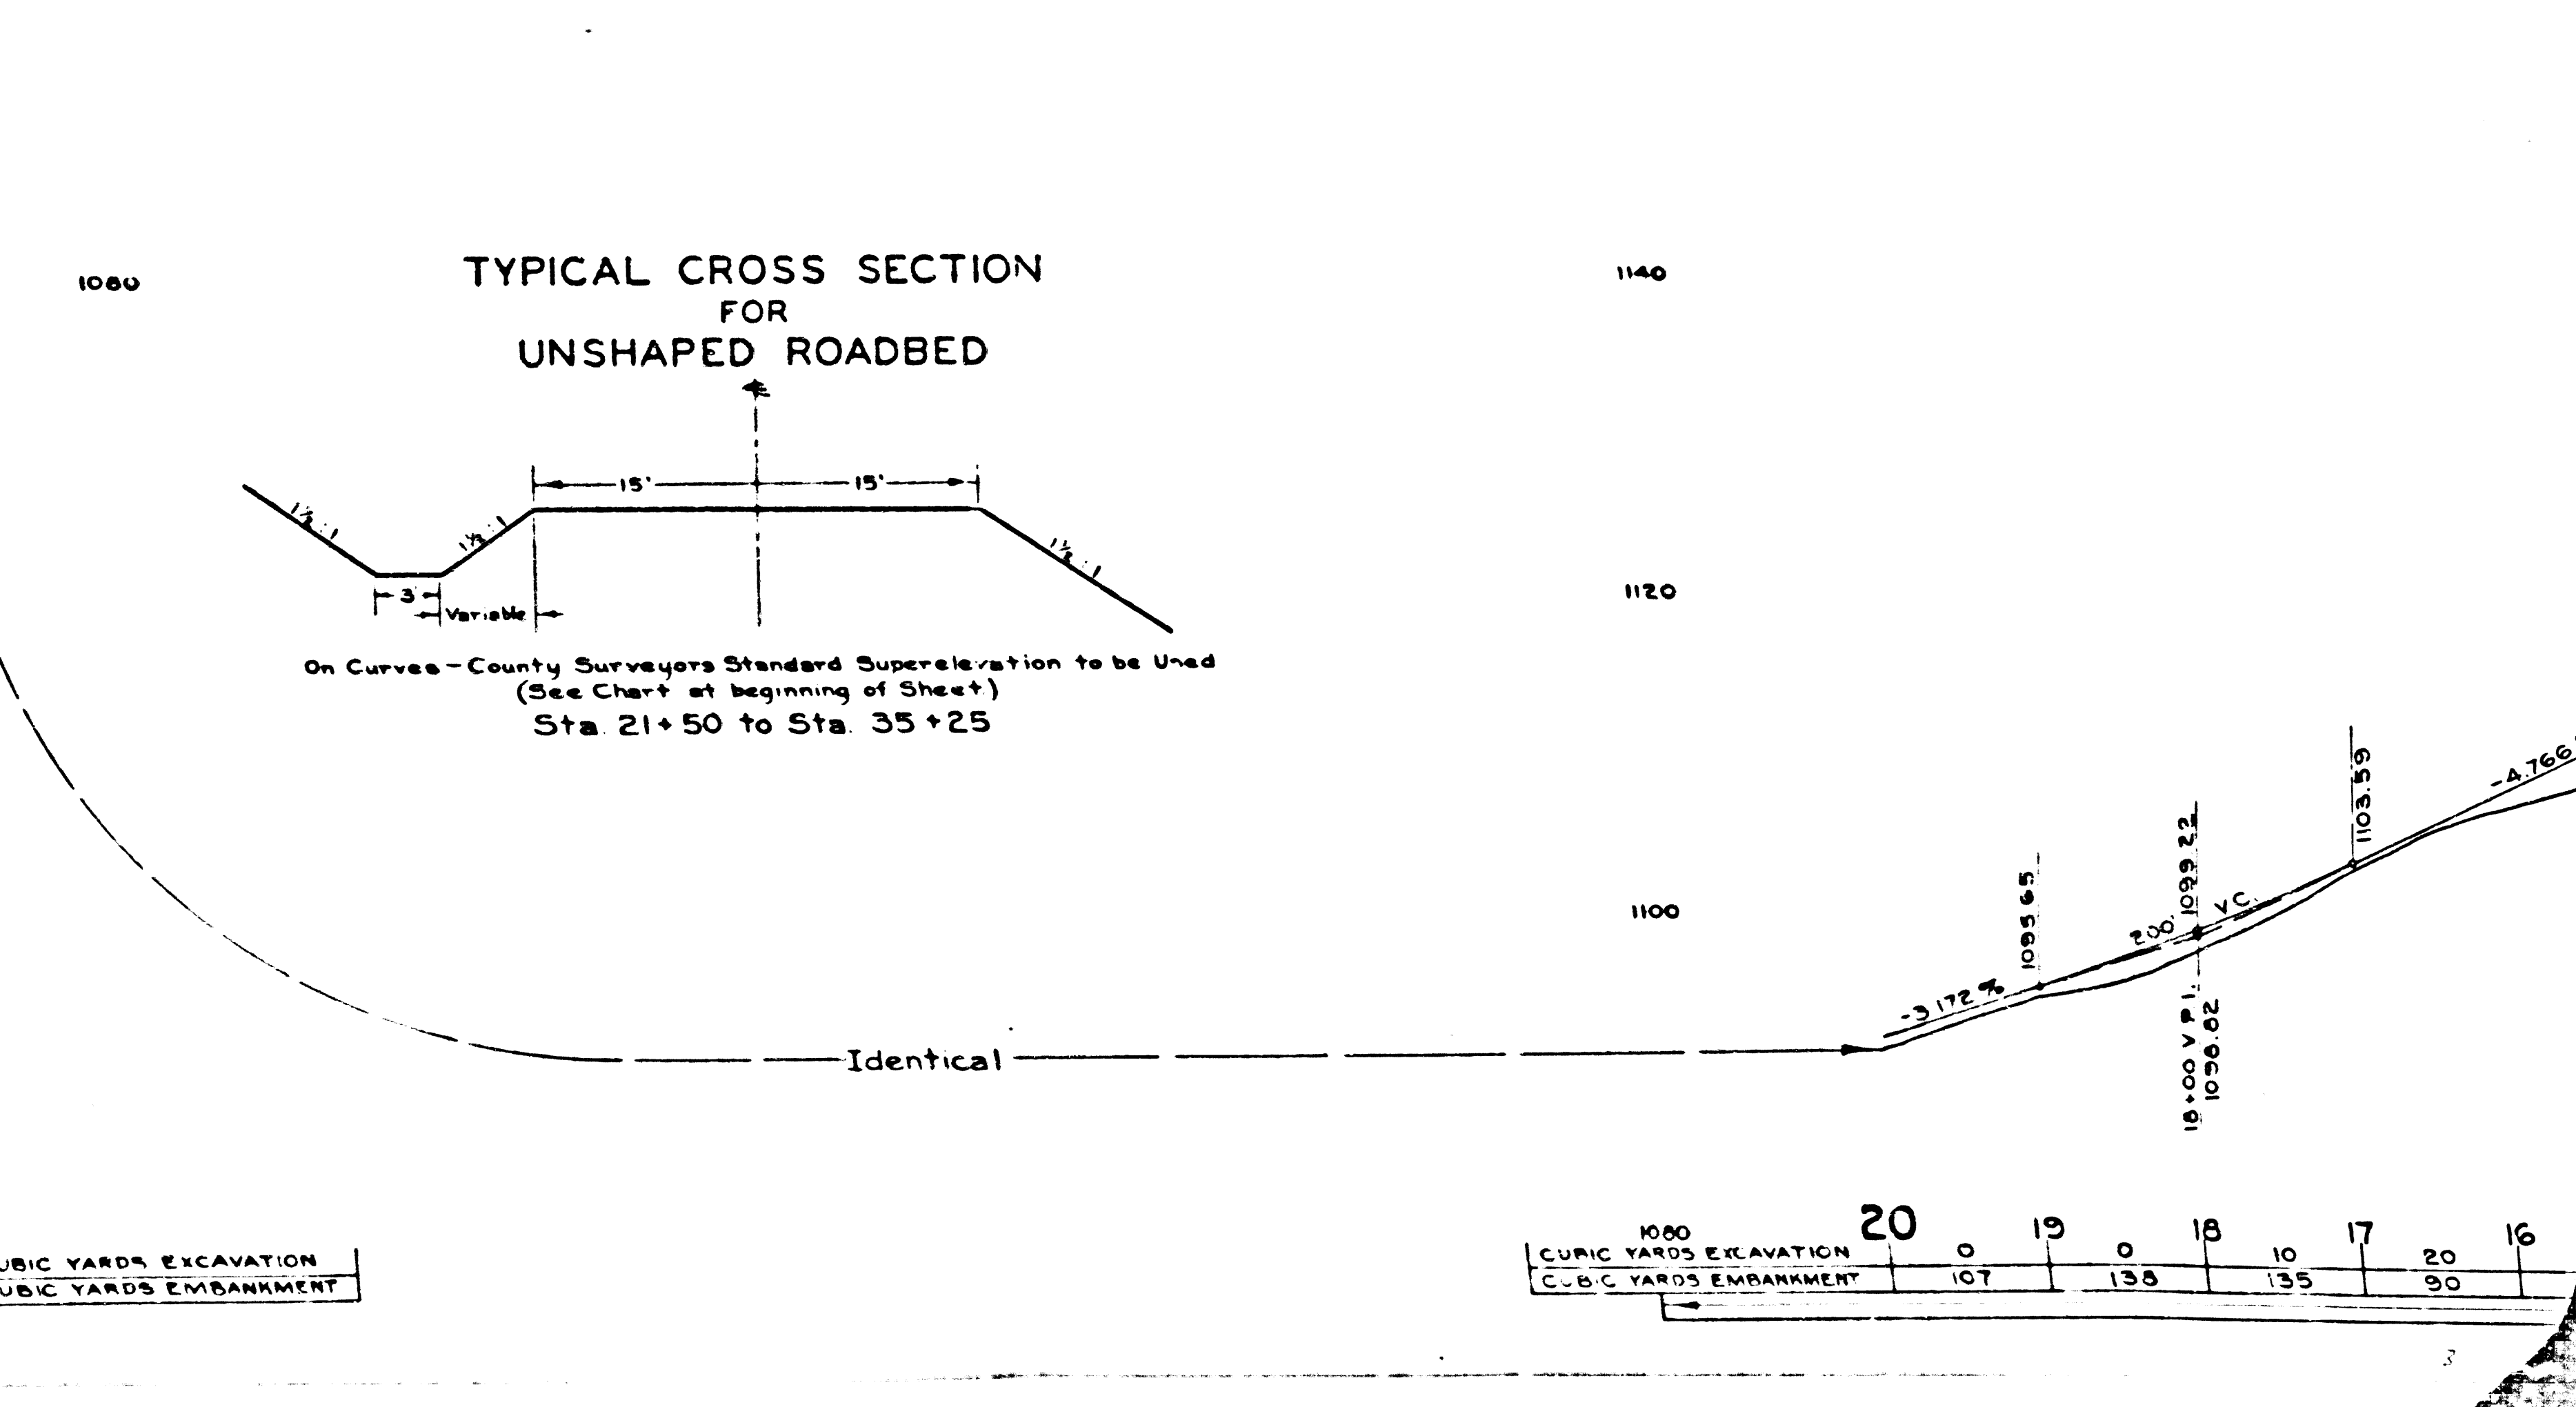 1080
TYPICAL CROSS SECTION
FOR
UNSHAPED ROADBED
15' 15'
1½ : 1
1½ : 1
1½ : 1
3'
Variable
On Curves - County Surveyors Standard Superelevation to be Used
(See Chart at beginning of Sheet.)
Sta. 21+50 to Sta. 35+25
1140
1120
1100
1080
Identical
-3.172 %
1095.65
200' V.C.
1099.22
18+00 V.P.I.
1098.82
1103.59
-4.766
UBIC YARDS EXCAVATION
UBIC YARDS EMBANKMENT
20 19 18 17 16
CUBIC YARDS EXCAVATION 0 0 10 20
CUBIC YARDS EMBANKMENT 107 138 135 90
3